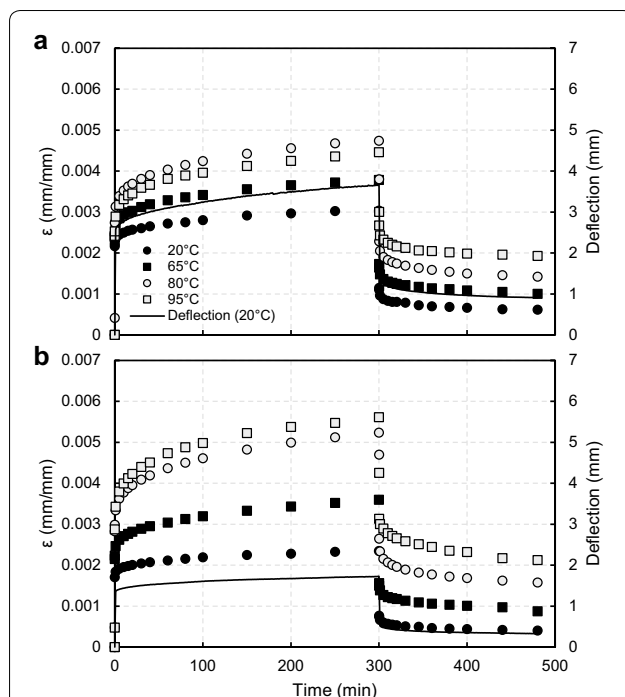 a
0.007
0.006
0.005
0.004
0.003
0.002
0.001
0
ε (mm/mm)
7
6
5
4
3
2
1
0
Deflection (mm)
20°C
65°C
80°C
95°C
Deflection (20°C)
b
0.007
0.006
0.005
0.004
0.003
0.002
0.001
0
ε (mm/mm)
7
6
5
4
3
2
1
0
Deflection (mm)
0 100 200 300 400 500
Time (min)